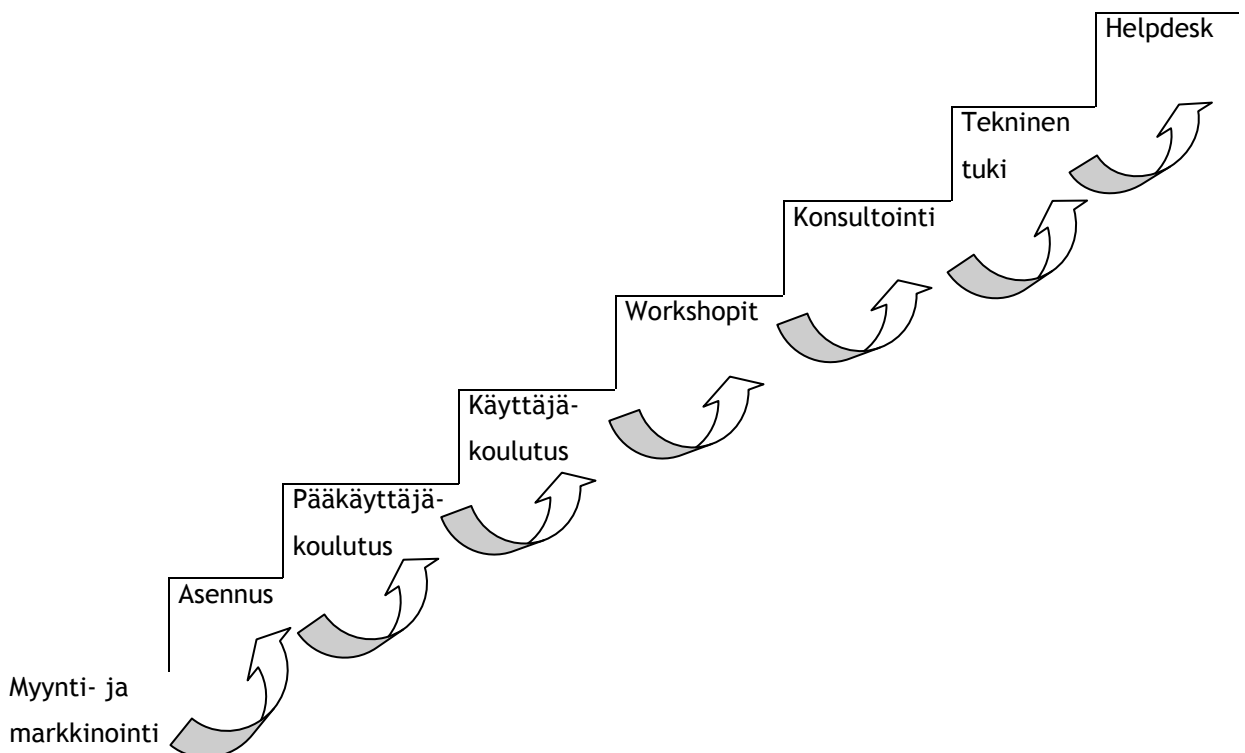 Helpdesk
Tekninen
tuki
Konsultointi
Workshopit
Käyttäjä-
koulutus
Pääkäyttäjä-
koulutus
Asennus
Myynti- ja
markkinointi